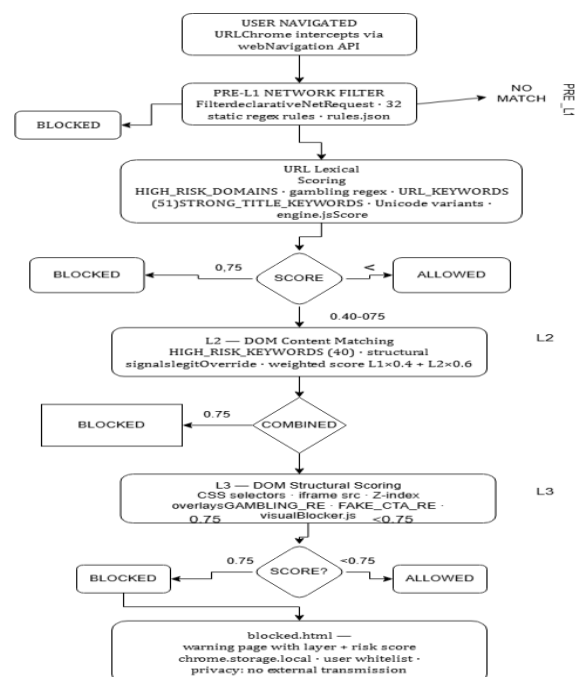 USER NAVIGATED
URLChrome intercepts via
webNavigation API
PRE-L1 NETWORK FILTER
FilterdeclarativeNetRequest · 32
static regex rules · rules.json
NO
MATCH
PRE_L1
BLOCKED
URL Lexical
Scoring
HIGH_RISK_DOMAINS · gambling regex · URL_KEYWORDS
(51)STRONG_TITLE_KEYWORDS · Unicode variants ·
engine.jsScore
BLOCKED
0,75
SCORE
<
ALLOWED
0.40-075
L2 — DOM Content Matching
HIGH_RISK_KEYWORDS (40) · structural
signalslegitOverride · weighted score L1×0.4 + L2×0.6
L2
BLOCKED
0.75
COMBINED
L3 — DOM Structural Scoring
CSS selectors · iframe src · Z-index
overlaysGAMBLING_RE · FAKE_CTA_RE ·
visualBlocker.js
0.75
<0.75
L3
BLOCKED
0.75
SCORE?
<0.75
ALLOWED
blocked.html —
warning page with layer + risk score
chrome.storage.local · user whitelist ·
privacy: no external transmission